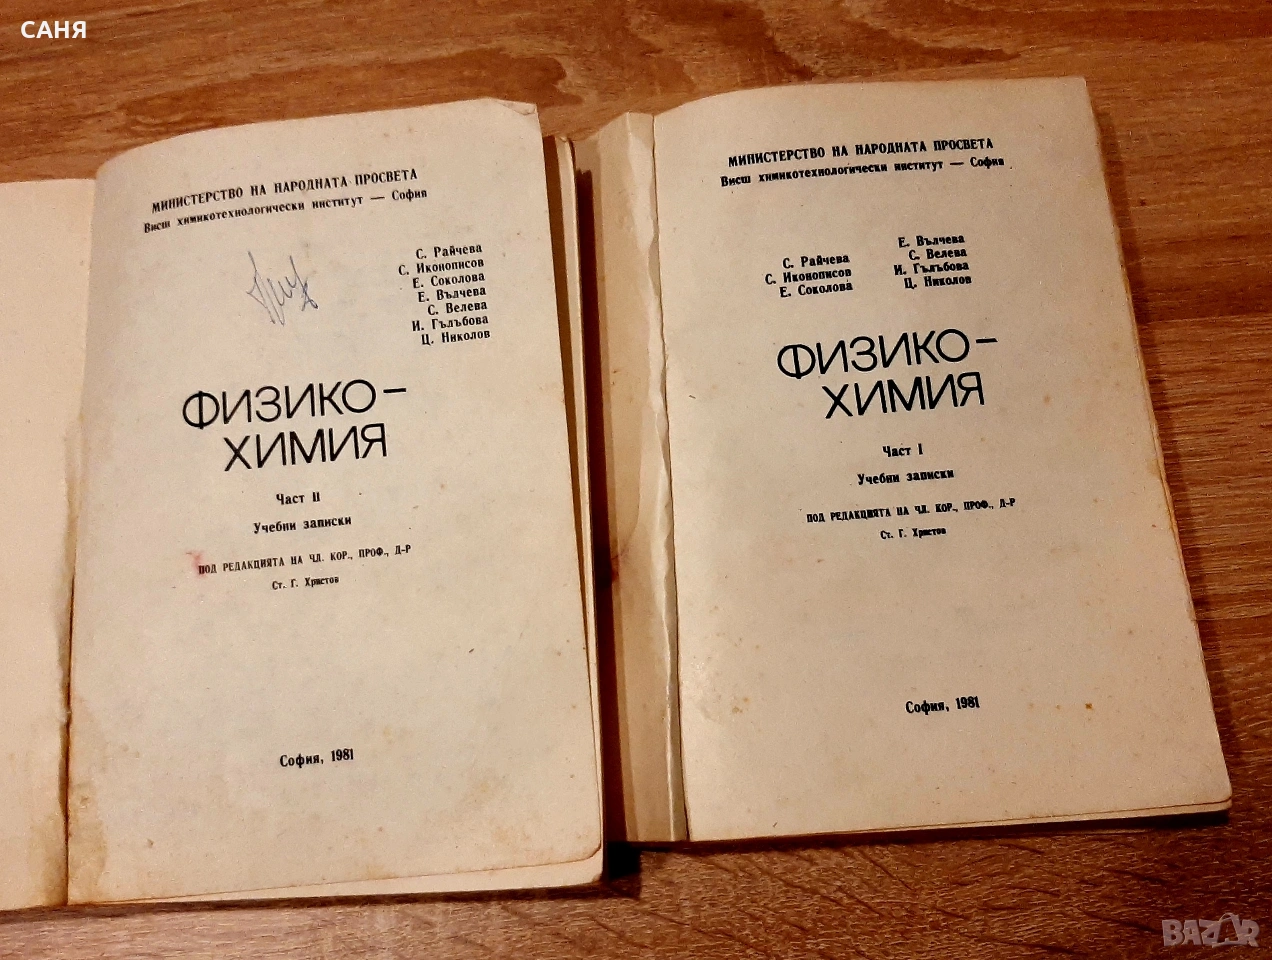 САНЯ
МИНИСТЕРСТВО НА НАРОДНАТА ПРОСВЕТА
Висш химикотехнологически институт — София
С. Райчева
С. Иконописов
Е. Соколова
Е. Вълчева
С. Велева
И. Гълъбова
Ц. Николов
ФИЗИКО-
ХИМИЯ
Част II
Учебни записки
ПОД РЕДАКЦИЯТА НА ЧЛ. КОР., ПРОФ., Д-Р
Ст. Г. Христов
София, 1981
МИНИСТЕРСТВО НА НАРОДНАТА ПРОСВЕТА
Висш химикотехнологически институт — София
С. Райчева
С. Иконописов
Е. Соколова
Е. Вълчева
С. Велева
И. Гълъбова
Ц. Николов
ФИЗИКО-
ХИМИЯ
Част I
Учебни записки
ПОД РЕДАКЦИЯТА НА ЧЛ. КОР., ПРОФ., Д-Р
Ст. Г. Христов
София, 1981
BAZAR